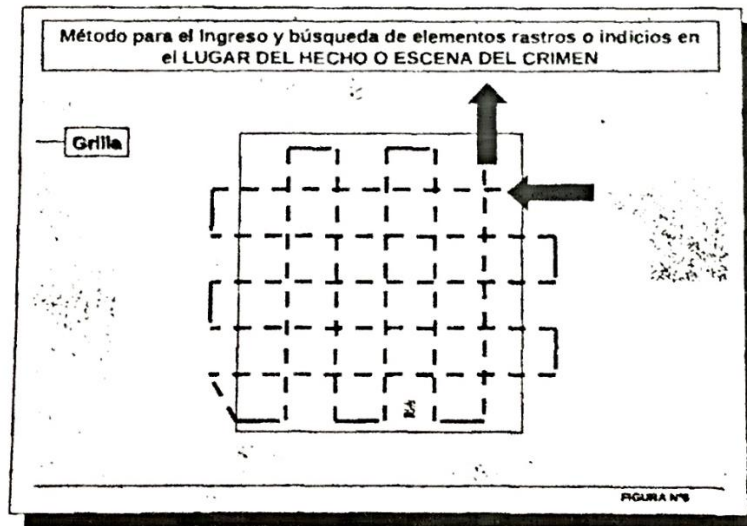 Método para el Ingreso y búsqueda de elementos rastros o indicios en
el LUGAR DEL HECHO O ESCENA DEL CRIMEN
Grilla
FIGURA Nº6